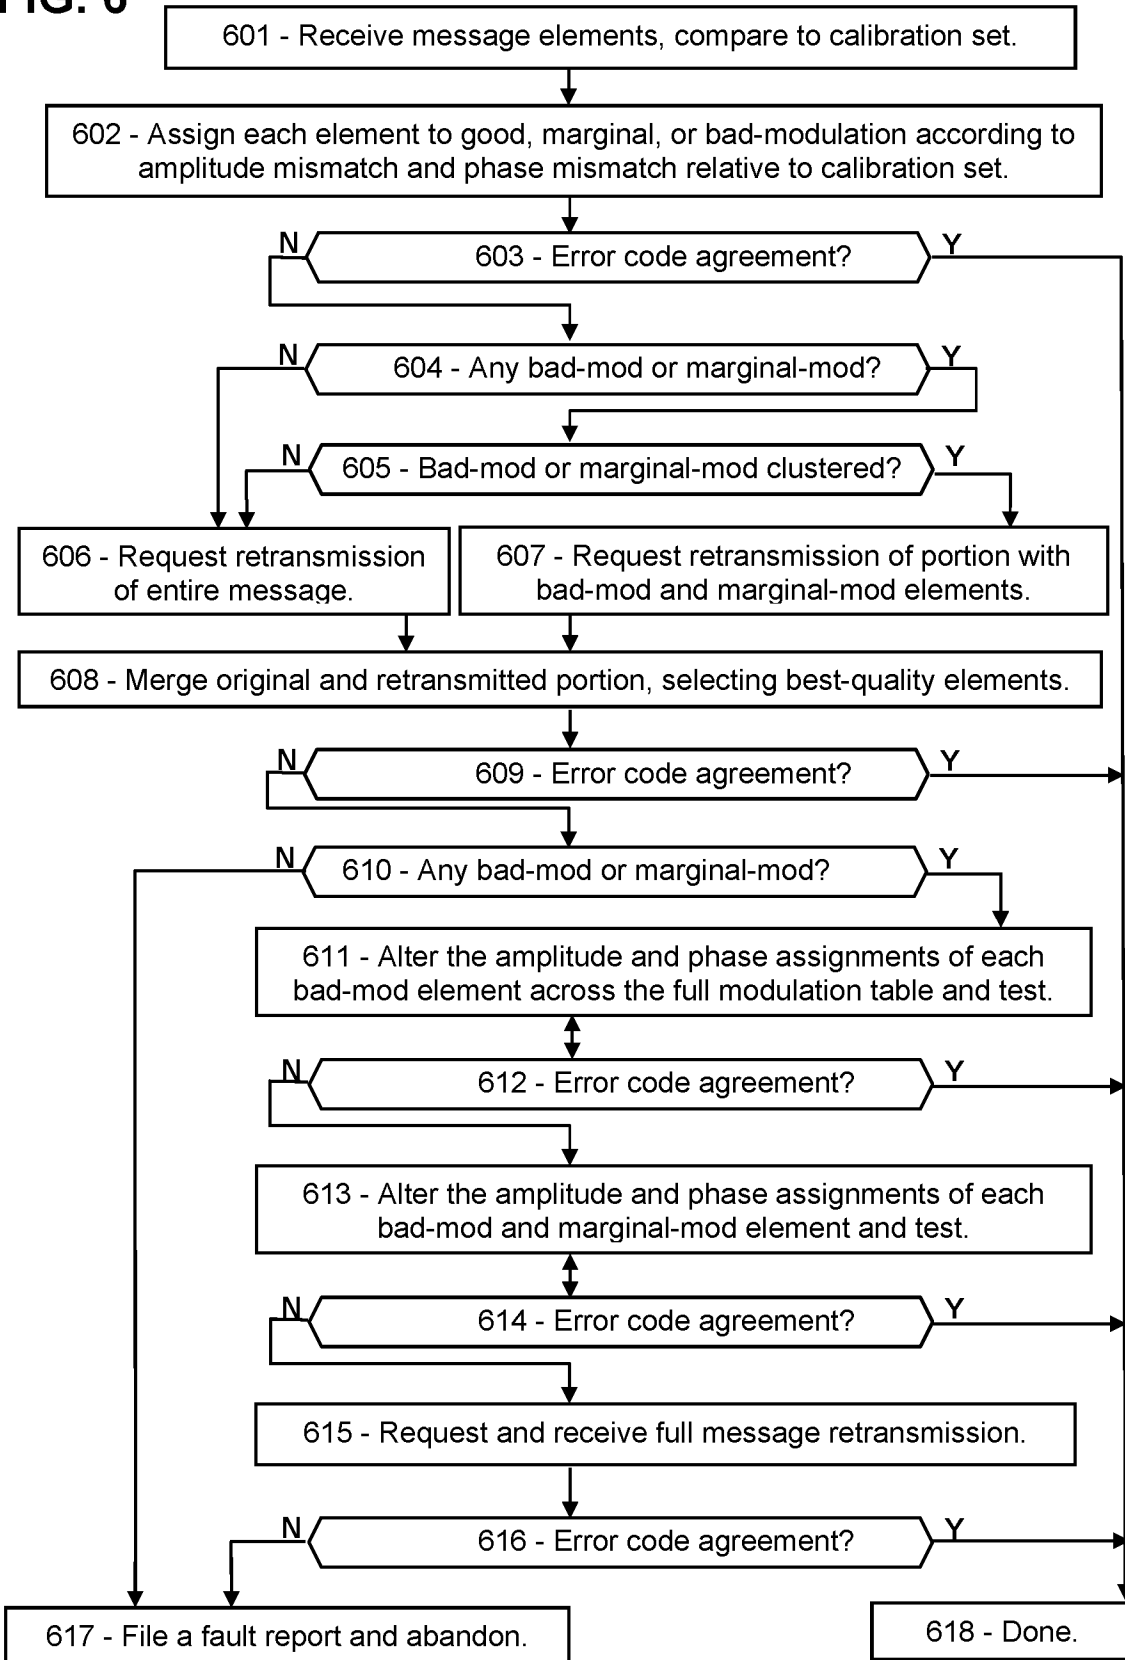 FIG. 6
601 - Receive message elements, compare to calibration set.
602 - Assign each element to good, marginal, or bad-modulation according to
amplitude mismatch and phase mismatch relative to calibration set.
N
603 - Error code agreement?
Y
N
604 - Any bad-mod or marginal-mod?
Y
N
605 - Bad-mod or marginal-mod clustered?
Y
606 - Request retransmission
of entire message.
607 - Request retransmission of portion with
bad-mod and marginal-mod elements.
608 - Merge original and retransmitted portion, selecting best-quality elements.
N
609 - Error code agreement?
Y
N
610 - Any bad-mod or marginal-mod?
Y
611 - Alter the amplitude and phase assignments of each
bad-mod element across the full modulation table and test.
N
612 - Error code agreement?
Y
613 - Alter the amplitude and phase assignments of each
bad-mod and marginal-mod element and test.
N
614 - Error code agreement?
Y
615 - Request and receive full message retransmission.
N
616 - Error code agreement?
Y
617 - File a fault report and abandon.
618 - Done.